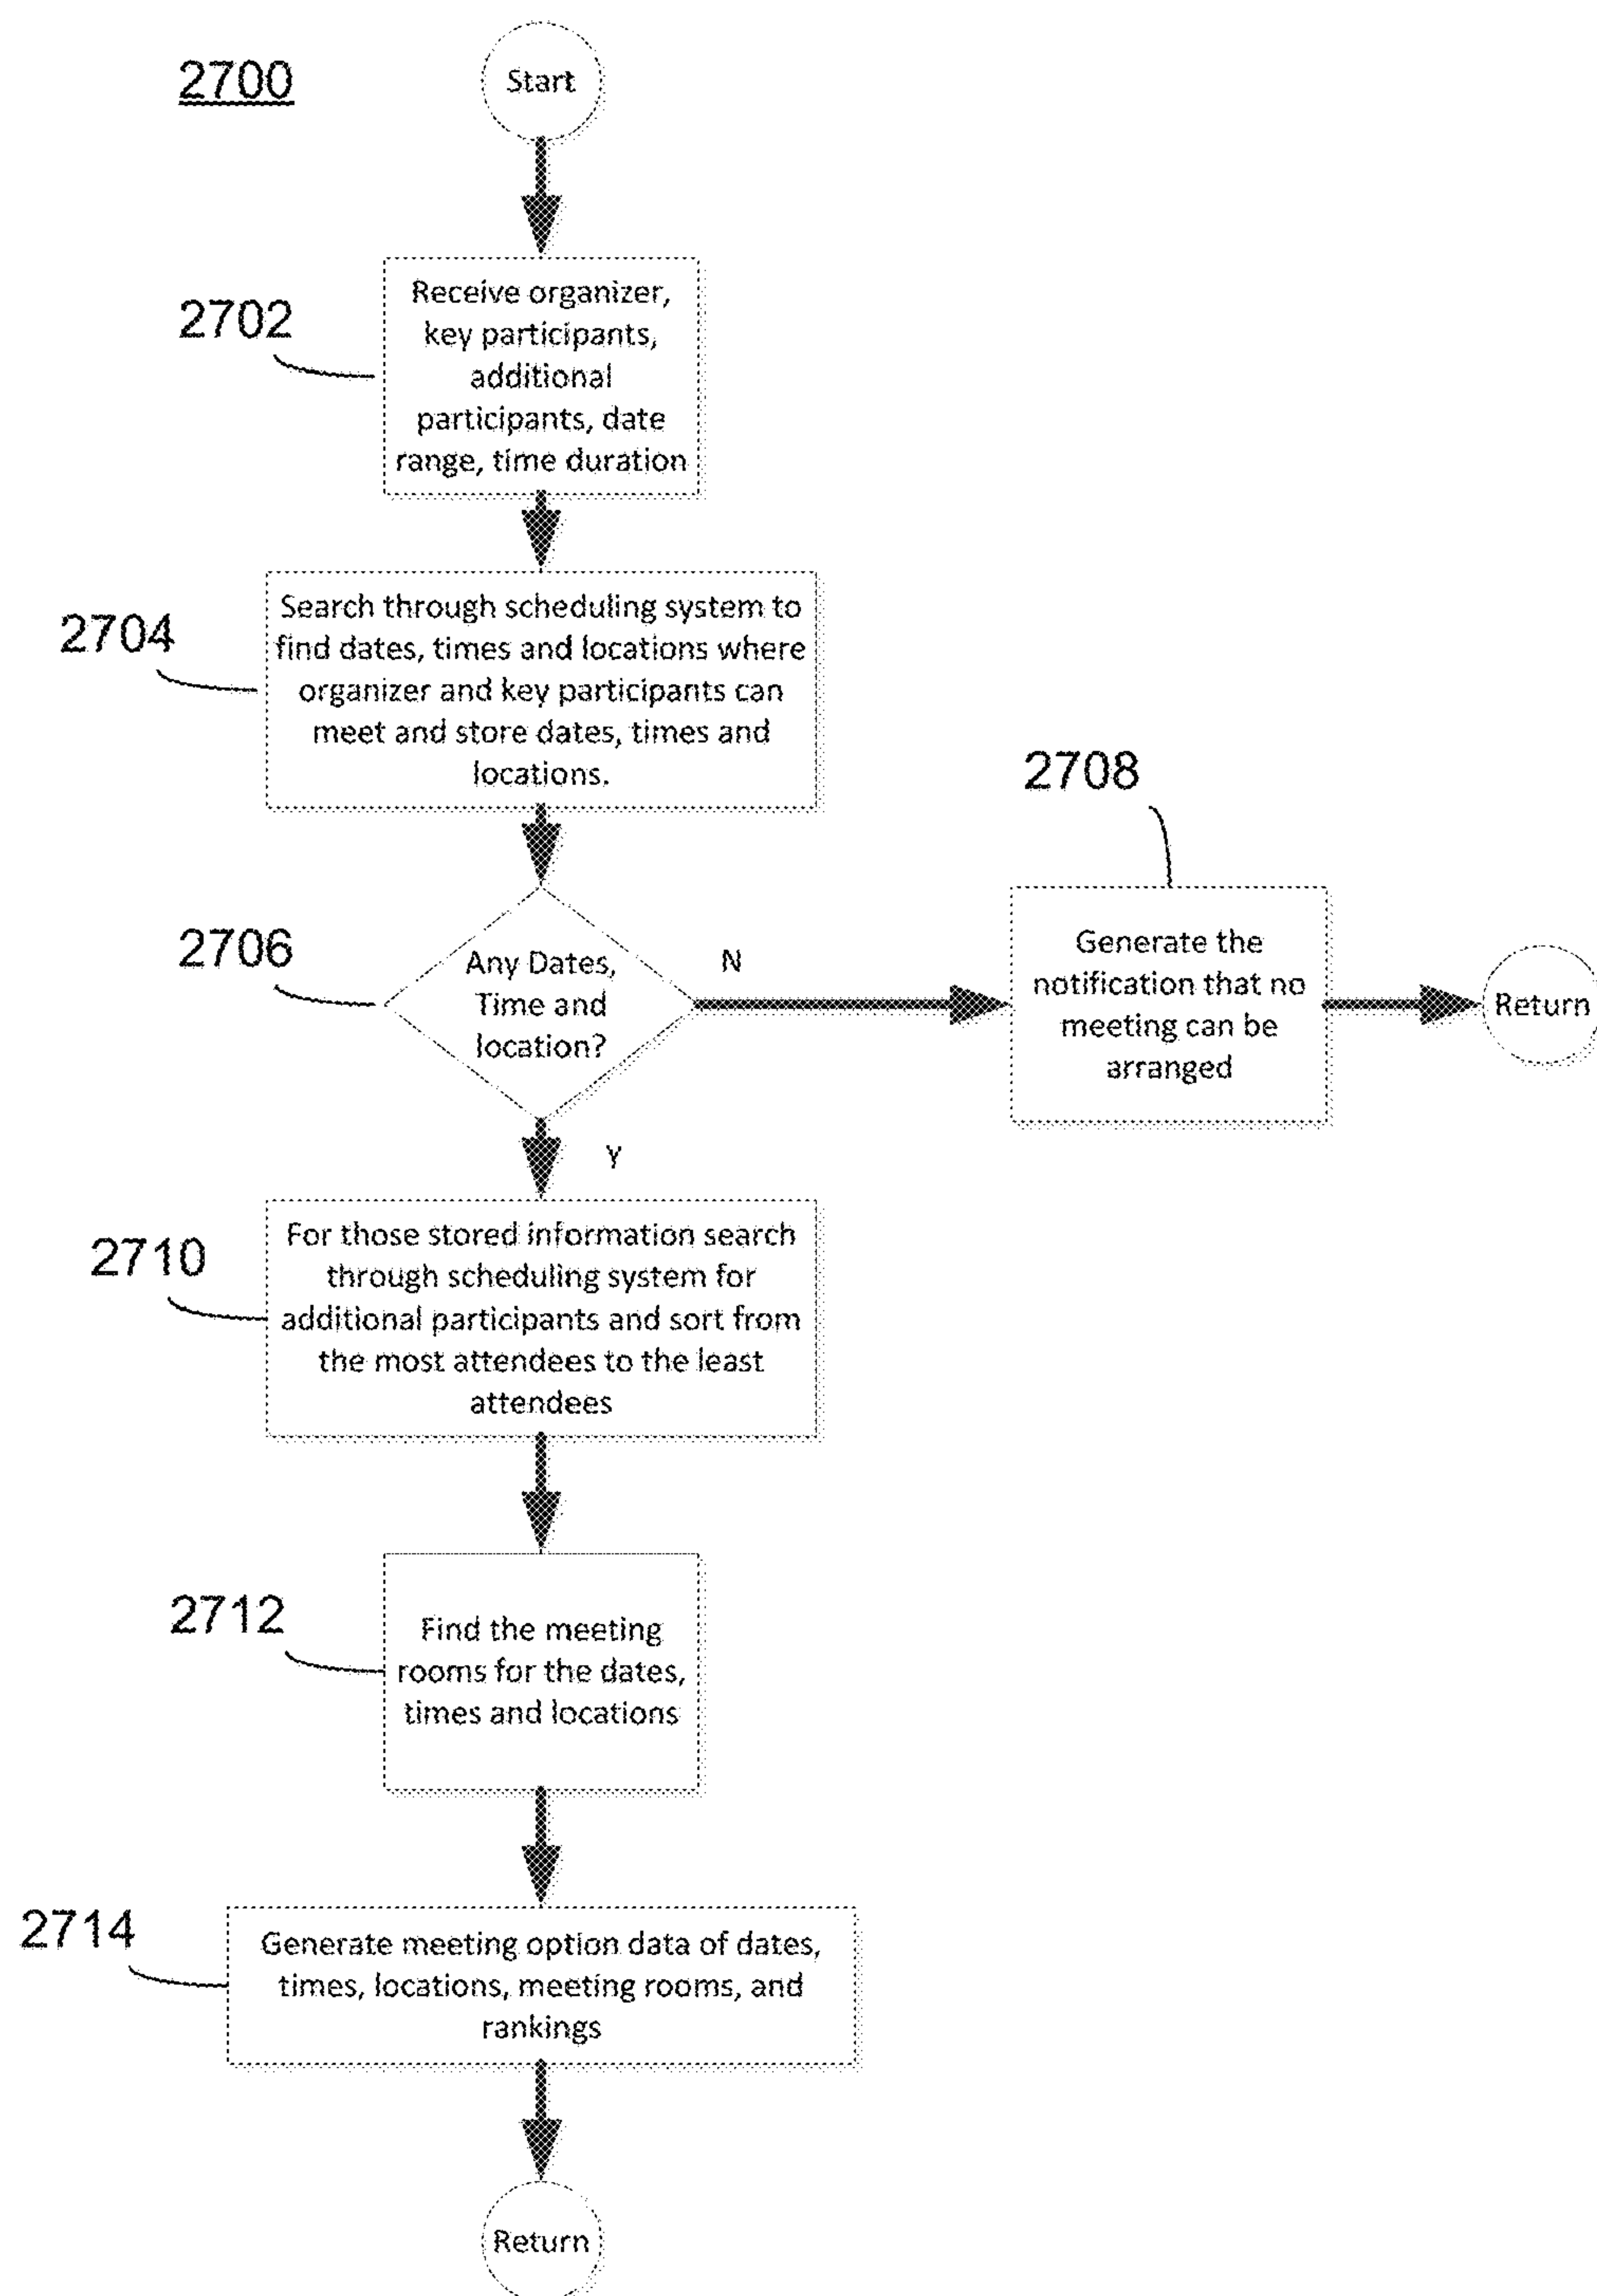 2700
Start
2702
Receive organizer,
key participants,
additional
participants, date
range, time duration
2704
Search through scheduling system to
find dates, times and locations where
organizer and key participants can
meet and store dates, times and
locations.
2706
Any Dates,
Time and
location?
N
2708
Generate the
notification that no
meeting can be
arranged
Return
Y
2710
For those stored information search
through scheduling system for
additional participants and sort from
the most attendees to the least
attendees
2712
Find the meeting
rooms for the dates,
times and locations
2714
Generate meeting option data of dates,
times, locations, meeting rooms, and
rankings
Return